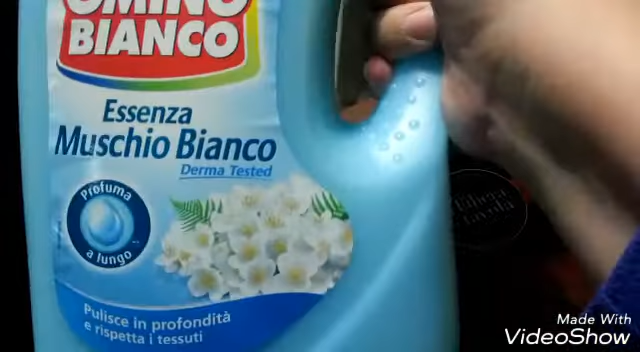 OMINO
BIANCO
Essenza
Muschio Bianco
Derma Tested
Profuma
a lungo
Pulisce in profondità
e rispetta i tessuti
Made With
VideoShow